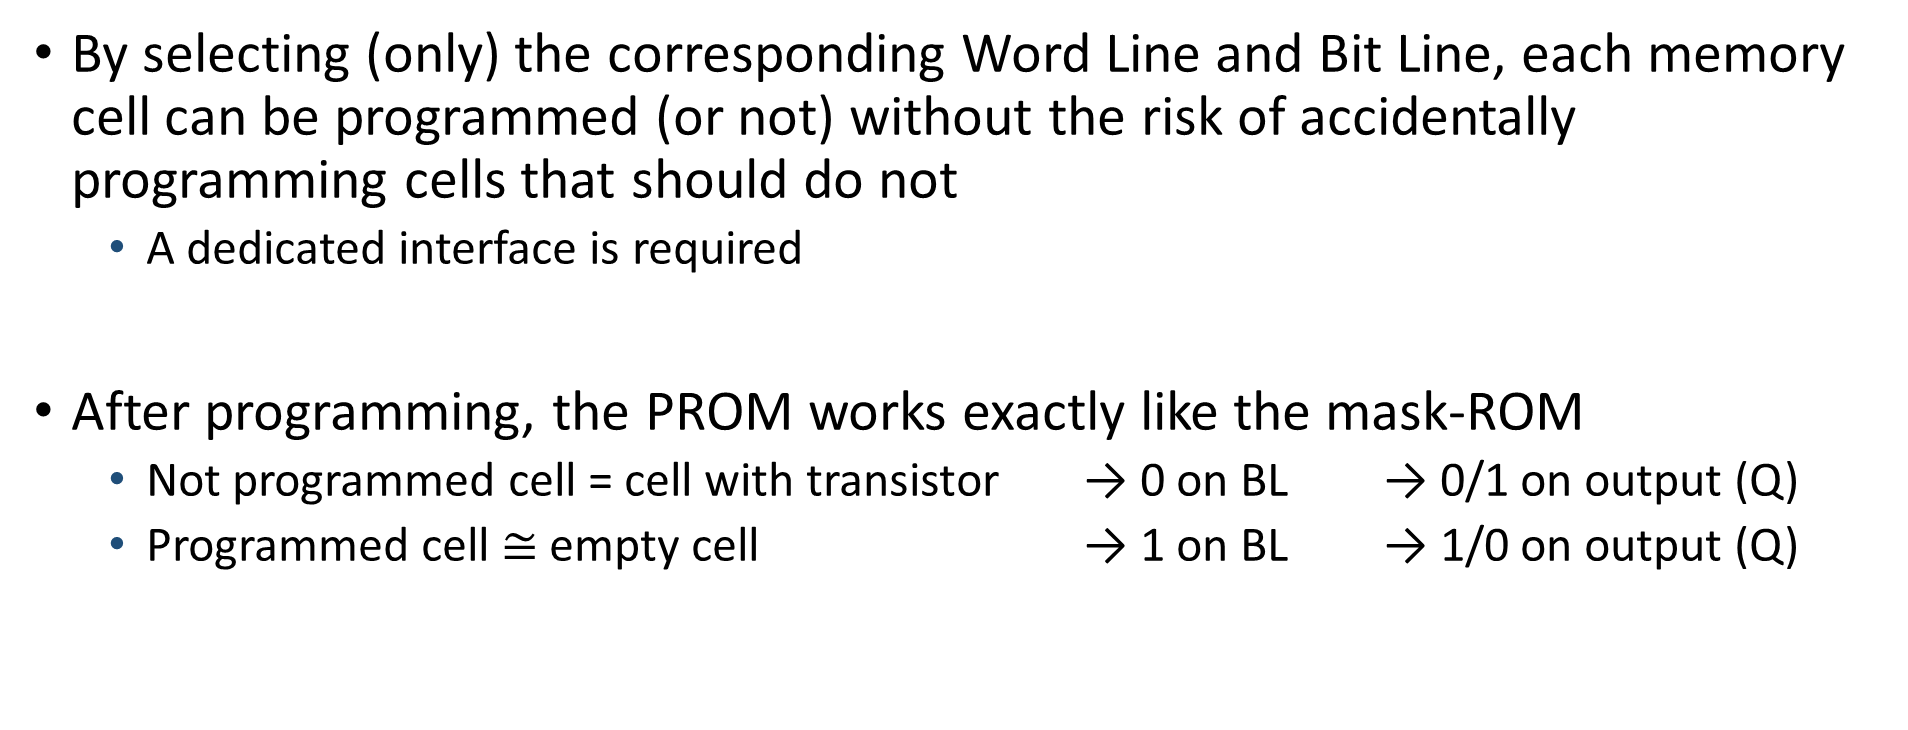 • By selecting (only) the corresponding Word Line and Bit Line, each memory
cell can be programmed (or not) without the risk of accidentally
programming cells that should do not
• A dedicated interface is required
• After programming, the PROM works exactly like the mask-ROM
• Not programmed cell = cell with transistor → 0 on BL → 0/1 on output (Q)
• Programmed cell ≅ empty cell → 1 on BL → 1/0 on output (Q)